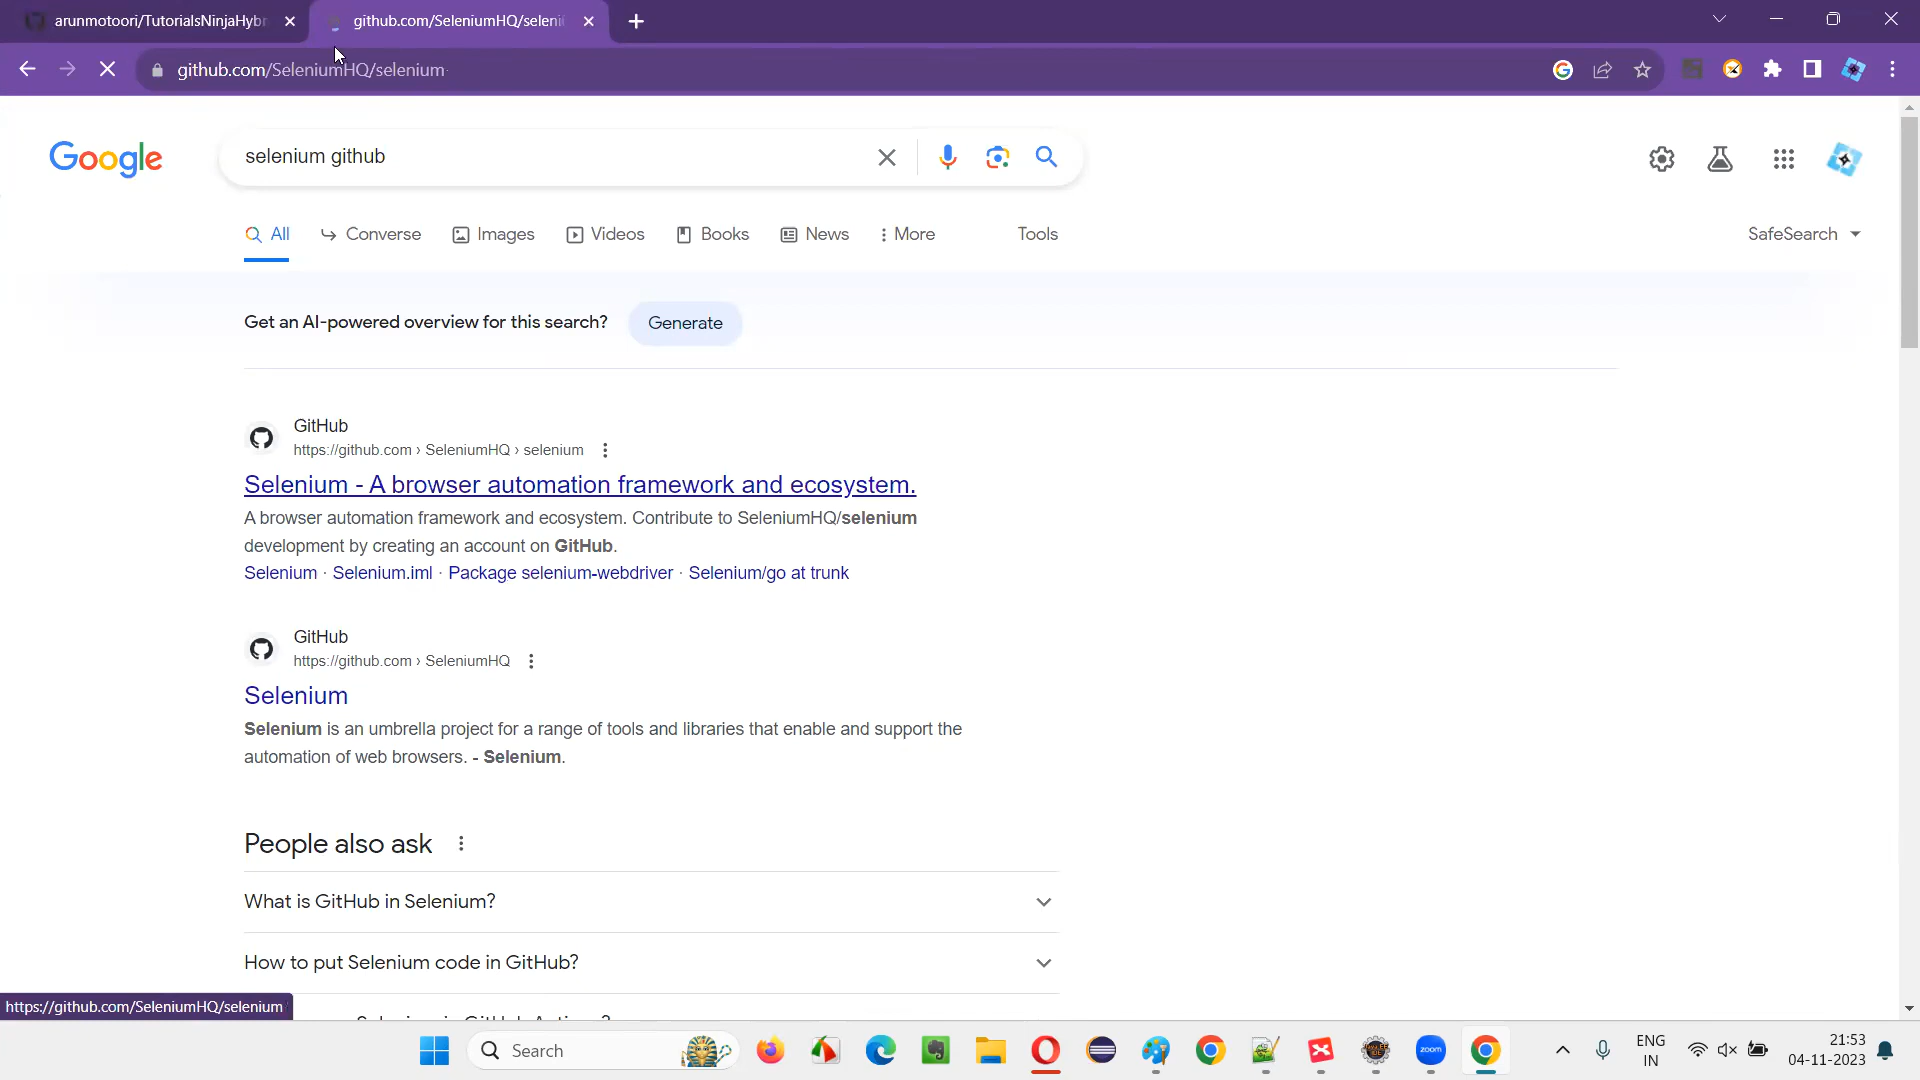 arunmotoori/TutorialsNinjaHybr
github.com/SeleniumHQ/seleni
github.com/SeleniumHQ/selenium
Google
selenium github
All
Converse
Images
Videos
Books
News
More
Tools
SafeSearch
Get an AI-powered overview for this search?
Generate
GitHub
https://github.com › SeleniumHQ › selenium
Selenium - A browser automation framework and ecosystem.
A browser automation framework and ecosystem. Contribute to SeleniumHQ/selenium
development by creating an account on GitHub.
Selenium · Selenium.iml · Package selenium-webdriver · Selenium/go at trunk
GitHub
https://github.com › SeleniumHQ
Selenium
Selenium is an umbrella project for a range of tools and libraries that enable and support the
automation of web browsers. - Selenium.
People also ask
What is GitHub in Selenium?
How to put Selenium code in GitHub?
https://github.com/SeleniumHQ/selenium
Search
zoom
ENG
IN
21:53
04-11-2023